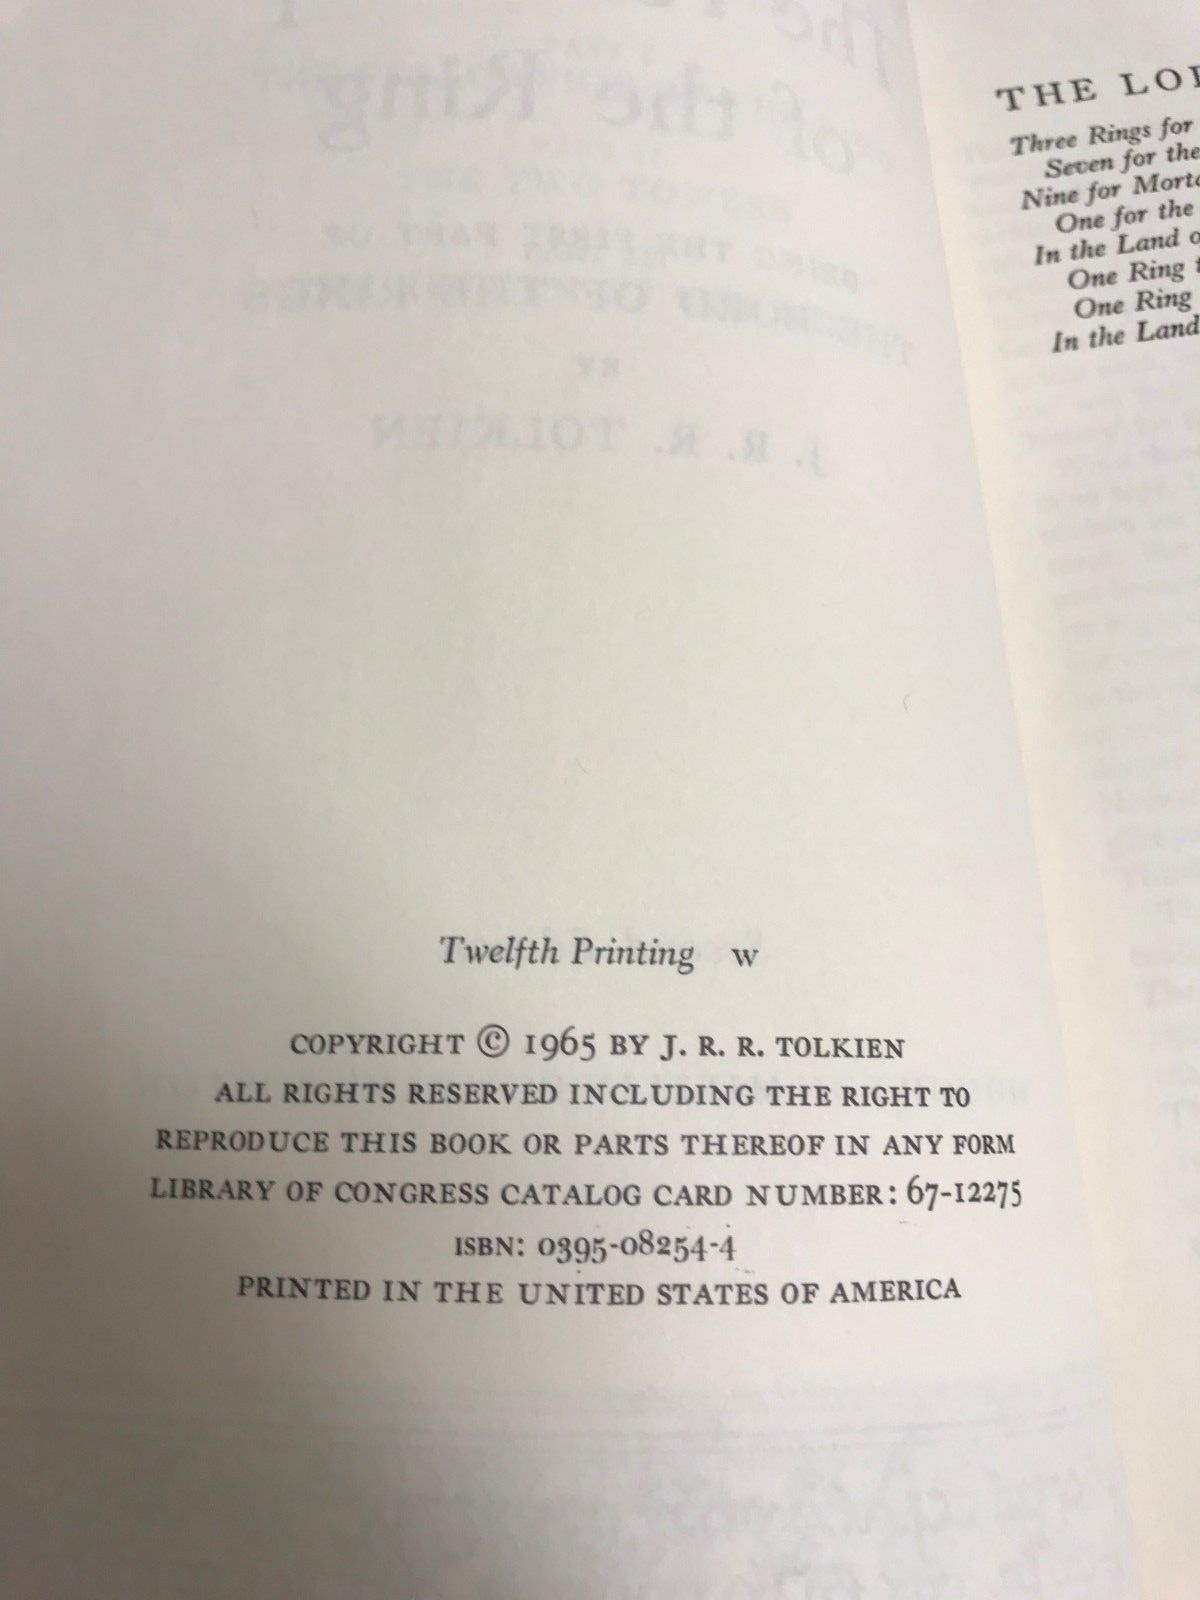 Twelfth Printing w
COPYRIGHT © 1965 BY J. R. R. TOLKIEN
ALL RIGHTS RESERVED INCLUDING THE RIGHT TO
REPRODUCE THIS BOOK OR PARTS THEREOF IN ANY FORM
LIBRARY OF CONGRESS CATALOG CARD NUMBER: 67-12275
ISBN: 0395-08254-4
PRINTED IN THE UNITED STATES OF AMERICA
THE
Three Rings for
Seven for the
Nine for
One for the
In the Land
One Ring
One Ring
In the Land